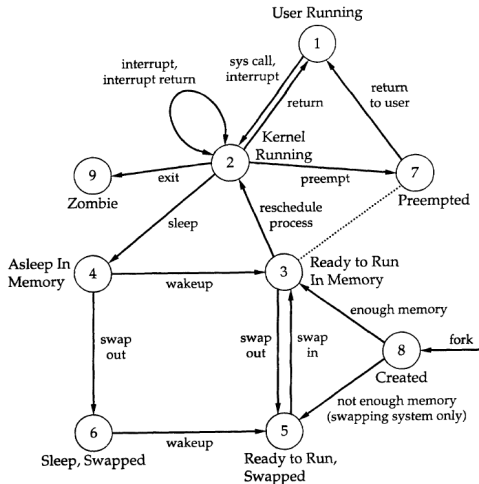 User Running
1
sys call,
interrupt
interrupt,
interrupt return
return
return
to user
Kernel
Running
2
7
9
exit
preempt
Zombie
Preempted
sleep
reschedule
process
Asleep In
Memory
4
wakeup
3
Ready to Run
In Memory
enough memory
swap
out
swap
out
swap
in
8
fork
Created
not enough memory
(swapping system only)
6
wakeup
5
Sleep, Swapped
Ready to Run,
Swapped